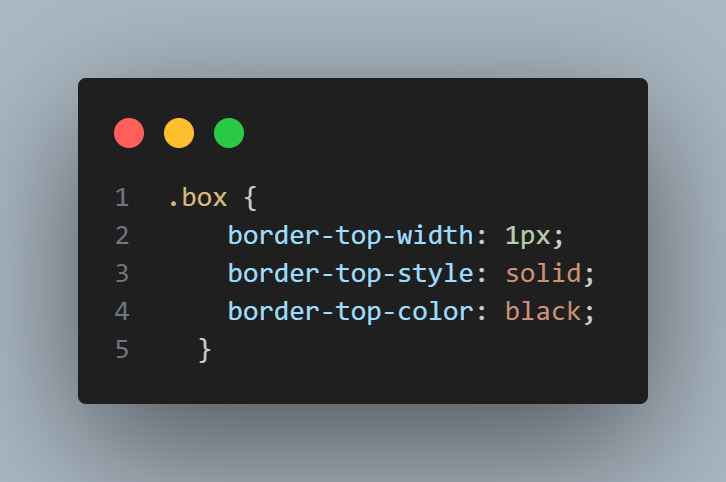 1 .box {
2     border-top-width: 1px;
3     border-top-style: solid;
4     border-top-color: black;
5   }